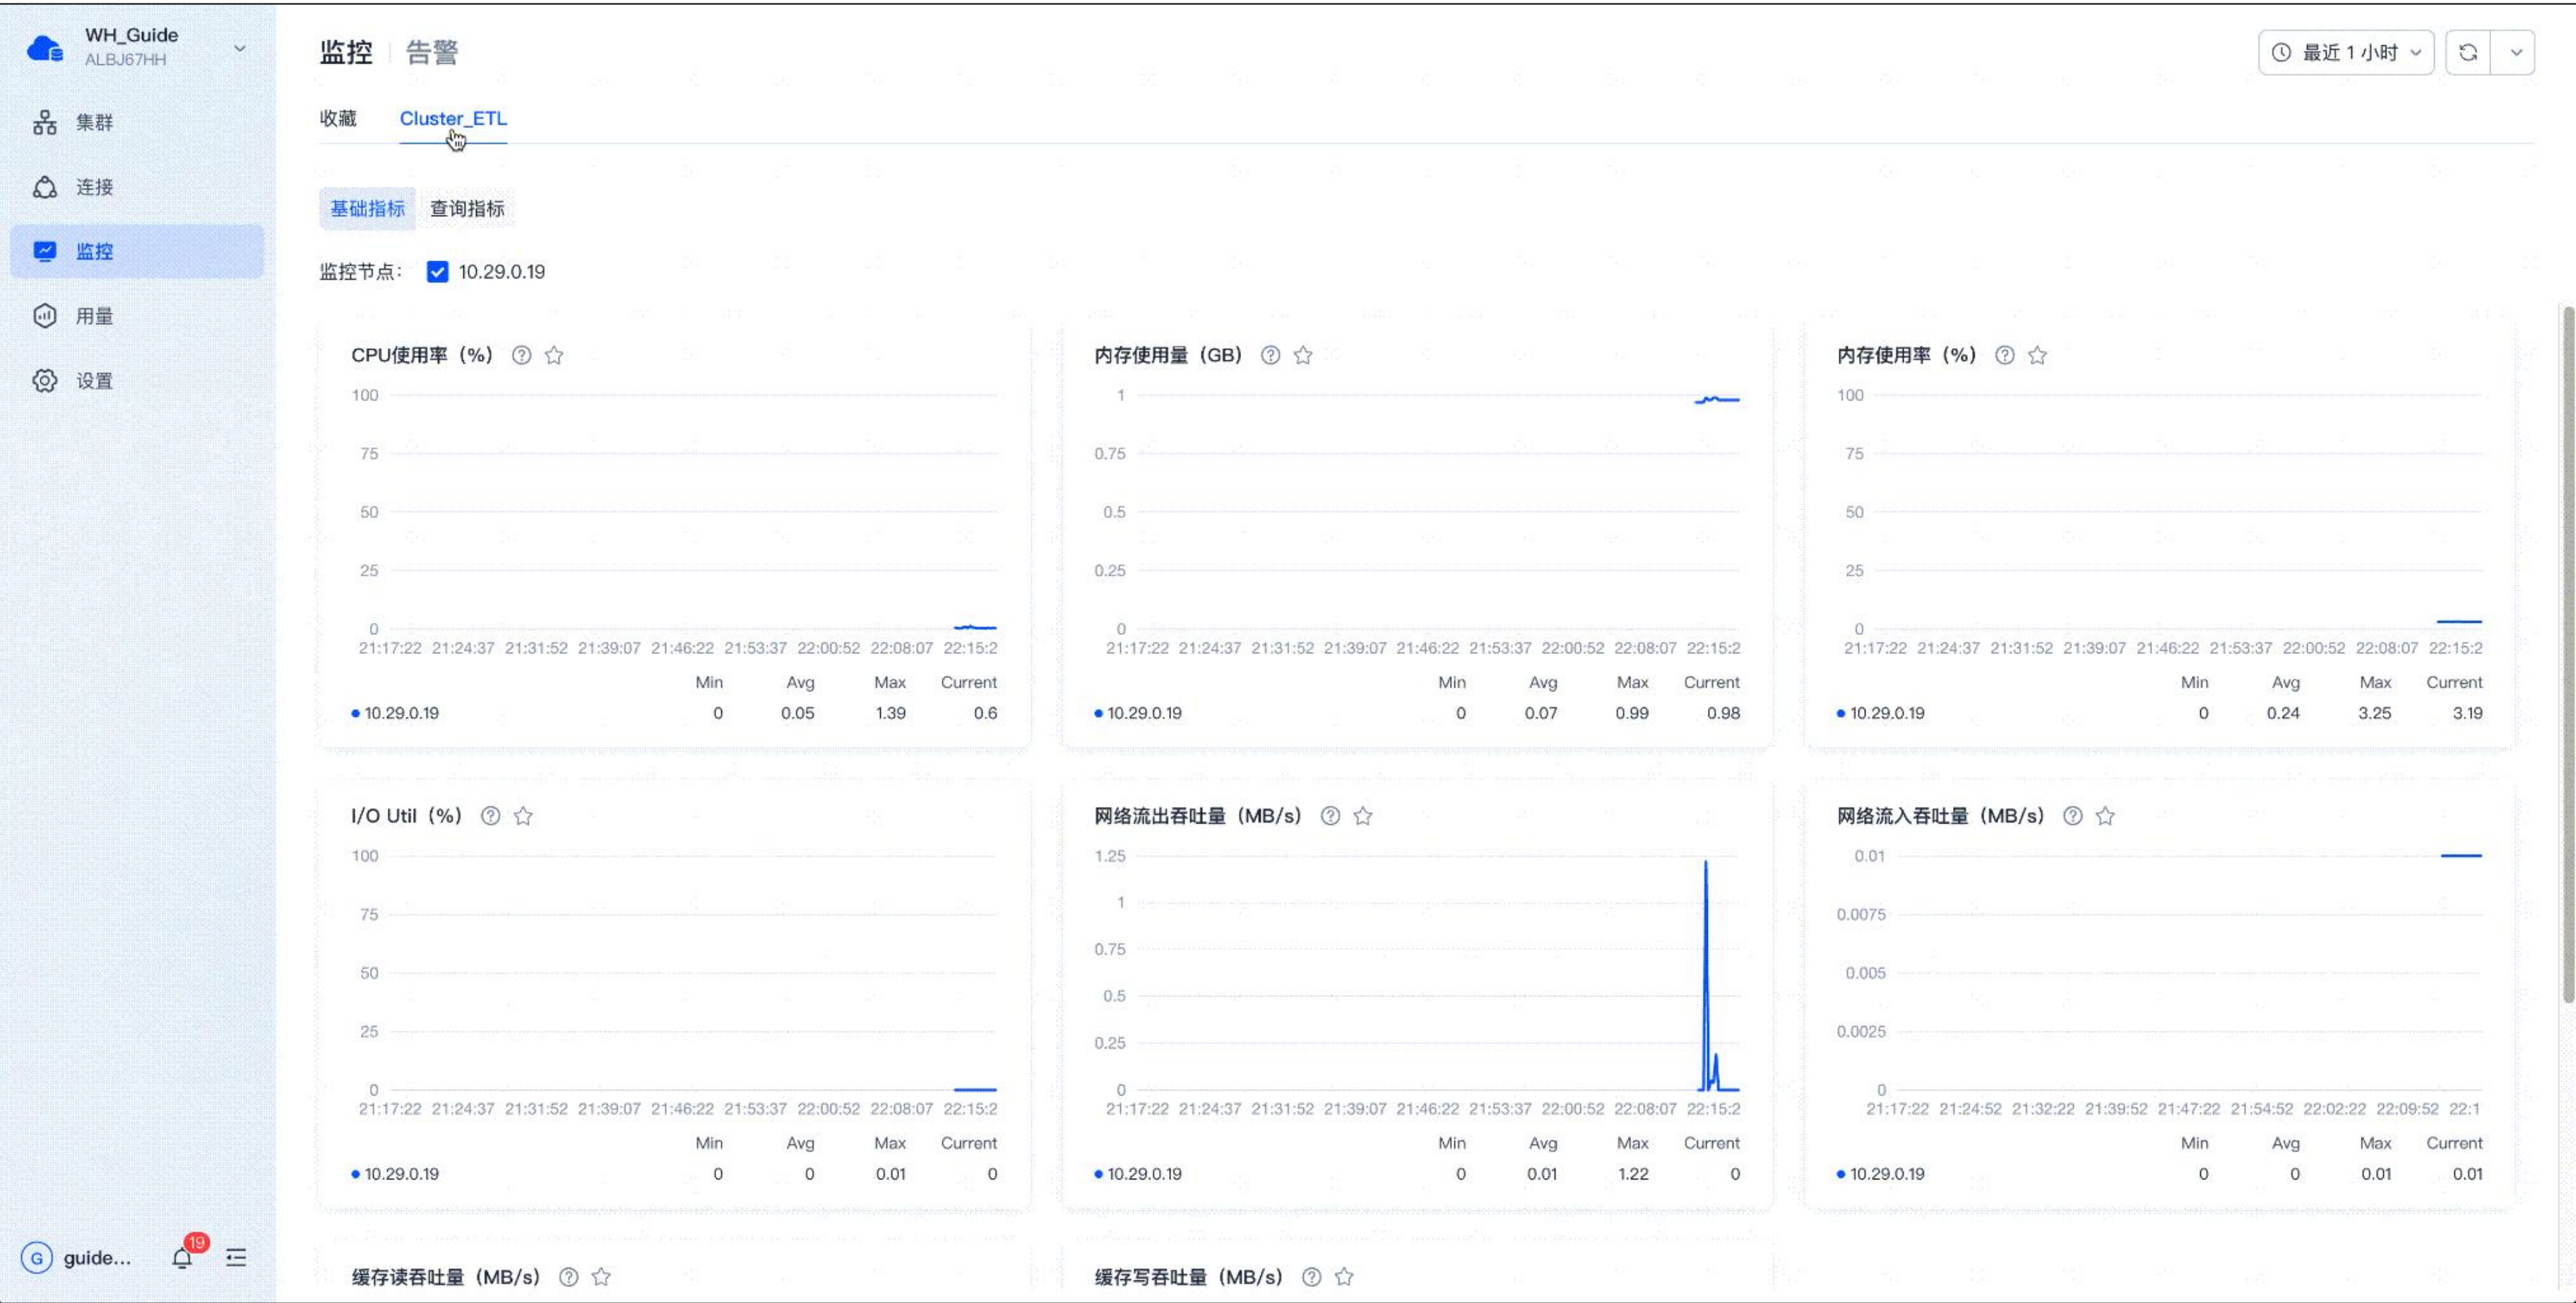 WH_Guide
ALBJ67HH
集群
连接
监控
用量
设置
guide...
19
G
监控 告警
最近 1 小时
收藏 Cluster_ETL
基础指标 查询指标
监控节点: 10.29.0.19
CPU使用率（%）
100
75
50
25
0
21:17:22 21:24:37 21:31:52 21:39:07 21:46:22 21:53:37 22:00:52 22:08:07 22:15:2
Min Avg Max Current
10.29.0.19 0 0.05 1.39 0.6
内存使用量（GB）
1
0.75
0.5
0.25
0
21:17:22 21:24:37 21:31:52 21:39:07 21:46:22 21:53:37 22:00:52 22:08:07 22:15:2
Min Avg Max Current
10.29.0.19 0 0.07 0.99 0.98
内存使用率（%）
100
75
50
25
0
21:17:22 21:24:37 21:31:52 21:39:07 21:46:22 21:53:37 22:00:52 22:08:07 22:15:2
Min Avg Max Current
10.29.0.19 0 0.24 3.25 3.19
I/O Util（%）
100
75
50
25
0
21:17:22 21:24:37 21:31:52 21:39:07 21:46:22 21:53:37 22:00:52 22:08:07 22:15:2
Min Avg Max Current
10.29.0.19 0 0 0.01 0
网络流出吞吐量（MB/s）
1.25
1
0.75
0.5
0.25
0
21:17:22 21:24:37 21:31:52 21:39:07 21:46:22 21:53:37 22:00:52 22:08:07 22:15:2
Min Avg Max Current
10.29.0.19 0 0.01 1.22 0
网络流入吞吐量（MB/s）
0.01
0.0075
0.005
0.0025
0
21:17:22 21:24:52 21:32:22 21:39:52 21:47:22 21:54:52 22:02:22 22:09:52 22:1
Min Avg Max Current
10.29.0.19 0 0 0.01 0.01
缓存读吞吐量（MB/s）
缓存写吞吐量（MB/s）